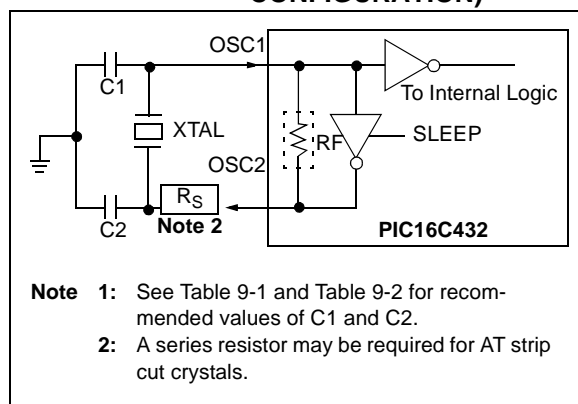 CONFIGURATION)
OSC1
C1
To Internal Logic
XTAL
RF
SLEEP
OSC2
RS
C2
Note 2
PIC16C432
Note 1: See Table 9-1 and Table 9-2 for recom-
mended values of C1 and C2.
2: A series resistor may be required for AT strip
cut crystals.